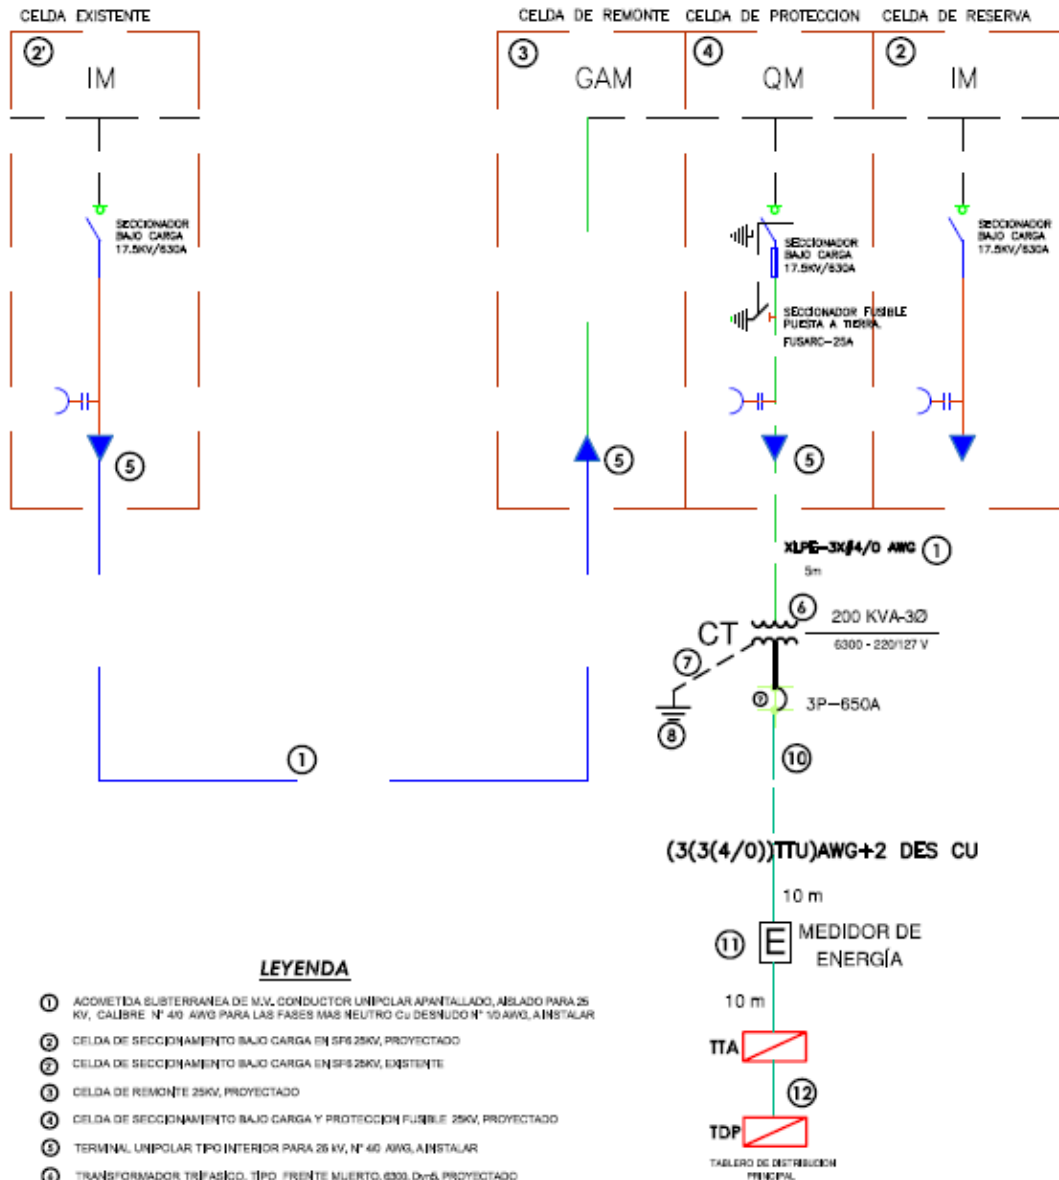 CELDA EXISTENTE
CELDA DE REMONTE
CELDA DE PROTECCION
CELDA DE RESERVA
2'
IM
3
GAM
4
QM
2
IM
SECCIONADOR
BAJO CARGA
17.5KV/630A
SECCIONADOR
BAJO CARGA
17.5KV/630A
SECCIONADOR FUSIBLE
PUESTA A TIERRA.
FUSARC-25A
SECCIONADOR
BAJO CARGA
17.5KV/630A
5
5
5
XLPE-3X#4/0 AWG
1
5m
6
200 KVA-3Ø
6300 - 220/127 V
CT
7
8
9
3P-650A
1
10
(3(3(4/0))TTU)AWG+2 DES CU
10 m
11
E
MEDIDOR DE
ENERGÍA
10 m
TTA
12
TDP
TABLERO DE DISTRIBUCION
PRINCIPAL
LEYENDA
1 ACOMETIDA SUBTERRANEA DE M.V. CONDUCTOR UNIPOLAR APANTALLADO, AISLADO PARA 25
KV, CALIBRE N° 4/0 AWG PARA LAS FASES MAS NEUTRO Cu DESNUDO N° 1/0 AWG, A INSTALAR
2 CELDA DE SECCIONAMIENTO BAJO CARGA EN SF6 25KV, PROYECTADO
2' CELDA DE SECCIONAMIENTO BAJO CARGA EN SF6 25KV, EXISTENTE
3 CELDA DE REMONTE 25KV, PROYECTADO
4 CELDA DE SECCIONAMIENTO BAJO CARGA Y PROTECCION FUSIBLE 25KV, PROYECTADO
5 TERMINAL UNIPOLAR TIPO INTERIOR PARA 25 kV, N° 4/0 AWG, A INSTALAR
6 TRANSFORMADOR TRIFASICO, TIPO FRENTE MUERTO, 6300, Dyn5, PROYECTADO